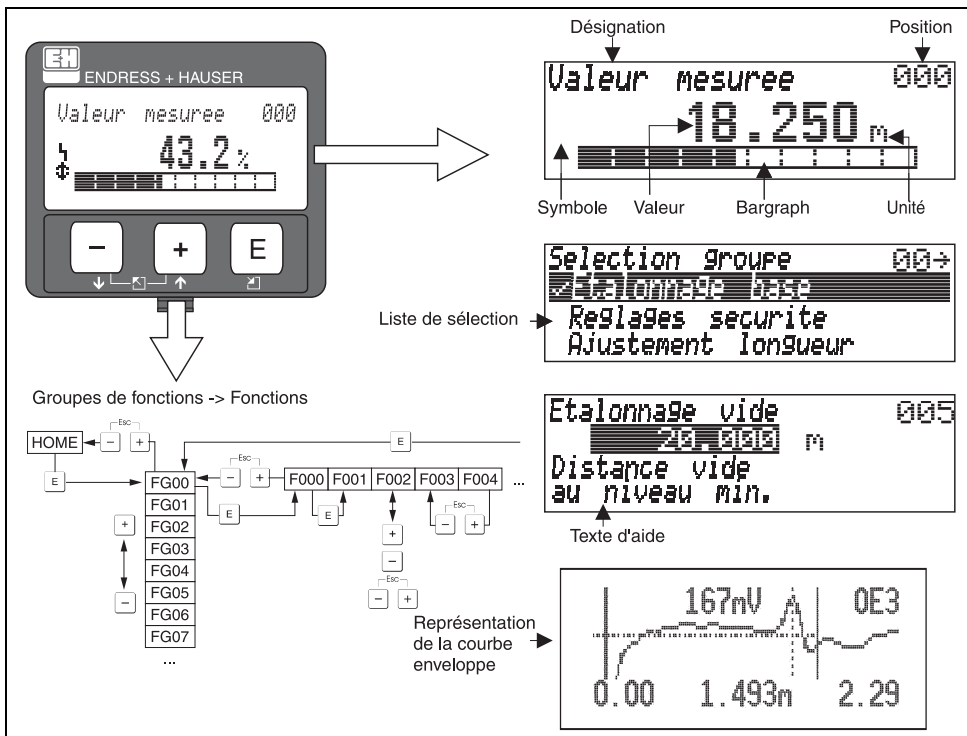 E+H
ENDRESS + HAUSER
Valeur mesuree 000
43.2 %
- + E
Groupes de fonctions -> Fonctions
HOME
Esc
- +
E
E
FG00
FG01
FG02
FG03
FG04
FG05
FG06
FG07
...
+
-
Esc
- +
E
F000 F001 F002 F003 F004 ...
E
+
-
Esc
- +
Esc
- +
Désignation Position
Valeur mesuree 000
18.250 m
Symbole Valeur Bargraph Unité
Selection groupe 00→
✓Etalonnage base
Reglages securite
Ajustement longueur
Liste de sélection
Etalonnage vide 005
20.000 m
Distance vide
au niveau min.
Texte d'aide
Représentation
de la courbe
enveloppe
167mV 0E3
0.00 1.493m 2.29